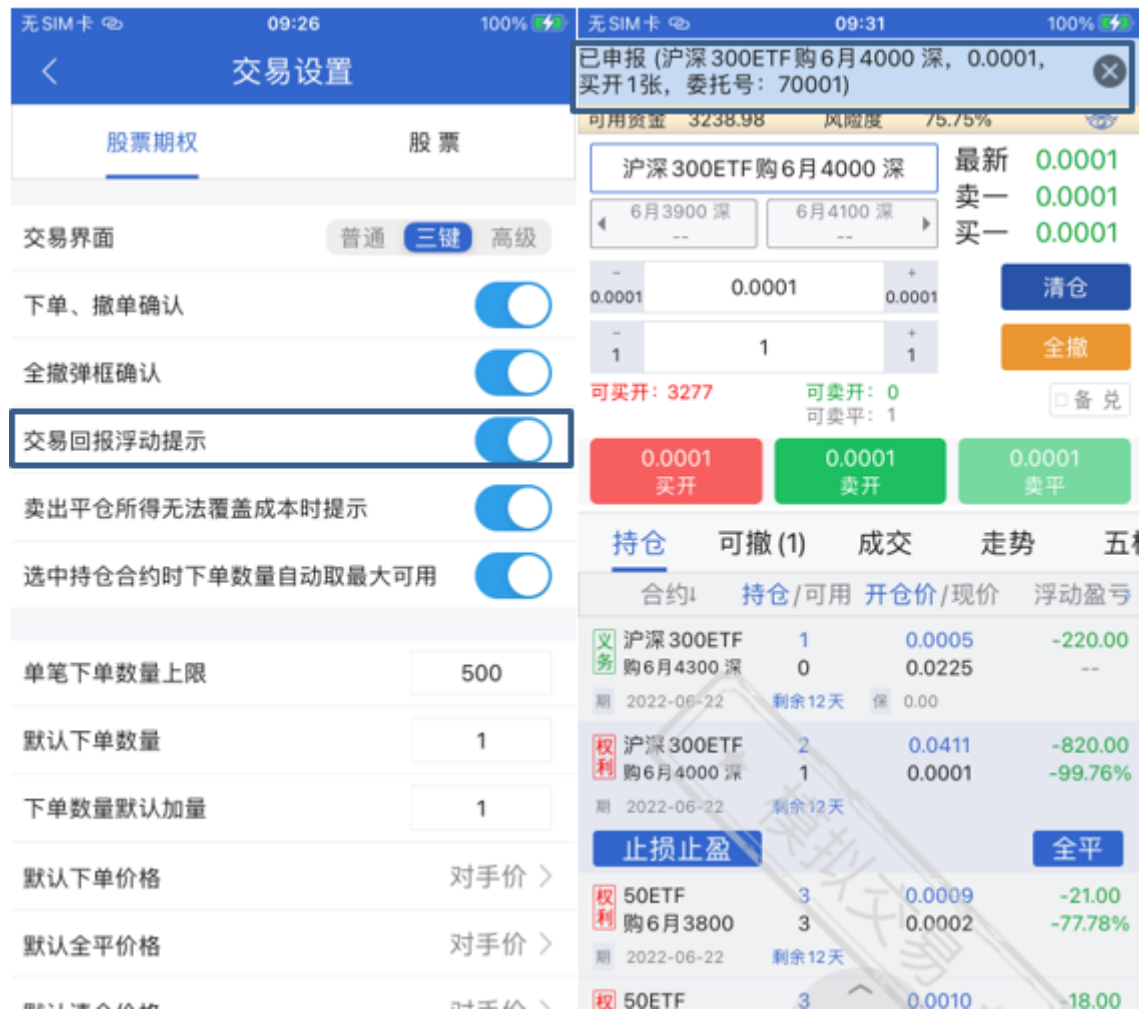 无SIM卡 09:26 100%
交易设置
股票期权 股票
交易界面 普通 三键 高级
下单、撤单确认
全撤弹框确认
交易回报浮动提示
卖出平仓所得无法覆盖成本时提示
选中持仓合约时下单数量自动取最大可用
单笔下单数量上限 500
默认下单数量 1
下单数量默认加量 1
默认下单价格 对手价
默认全平价格 对手价
无SIM卡 09:31 100%
已申报 (沪深300ETF购6月4000 深, 0.0001,
买开1张, 委托号: 70001)
可用资金 3238.98 风险度 75.75%
沪深300ETF购6月4000 深
最新 0.0001
6月3900 深 6月4100 深
-- --
卖一 0.0001
买一 0.0001
- +
0.0001 0.0001 0.0001
清仓
- +
1 1 1
全撤
可买开: 3277 可卖开: 0
可卖平: 1
备兑
0.0001 0.0001 0.0001
买开 卖开 卖平
持仓 可撤(1) 成交 走势
合约↓ 持仓/可用 开仓价/现价 浮动盈亏
义务 沪深300ETF 1 0.0005 -220.00
购6月4300 深 0 0.0225 --
期 2022-06-22 剩余12天 保 0.00
权利 沪深300ETF 2 0.0411 -820.00
购6月4000 深 1 0.0001 -99.76%
期 2022-06-22 剩余12天
止损止盈 全平
权利 50ETF 3 0.0009 -21.00
购6月3800 3 0.0002 -77.78%
期 2022-06-22 剩余12天
权 50ETF 3 0.0010 -18.00
模拟交易